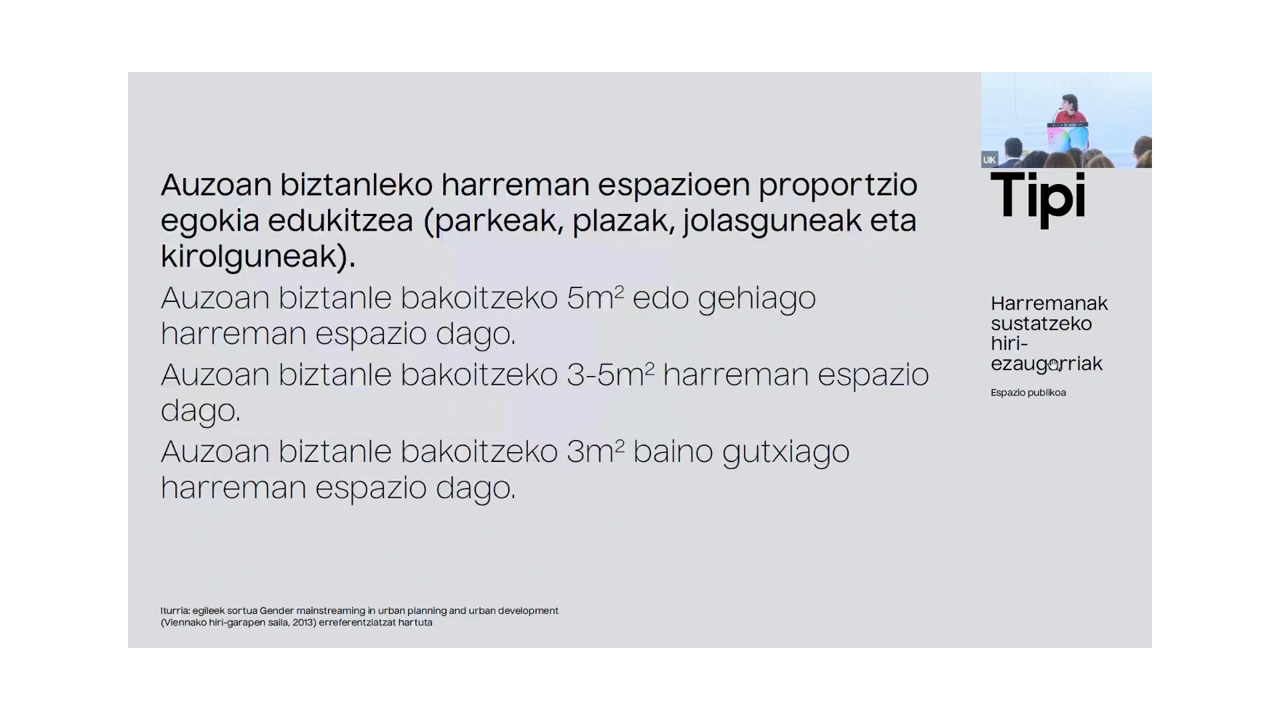 Auzoan biztanleko harreman espazioen proportzio
egokia edukitzea (parkeak, plazak, jolasguneak eta
kirolguneak).
Auzoan biztanle bakoitzeko 5m² edo gehiago
harreman espazio dago.
Auzoan biztanle bakoitzeko 3-5m² harreman espazio
dago.
Auzoan biztanle bakoitzeko 3m² baino gutxiago
harreman espazio dago.
Iturria: egileek sortua Gender mainstreaming in urban planning and urban development
(Viennako hiri-garapen saila, 2013) erreferentziatzat hartuta
UIK
Tipi
Harremanak
sustatzeko
hiri-
ezaugarriak
Espazio publikoa